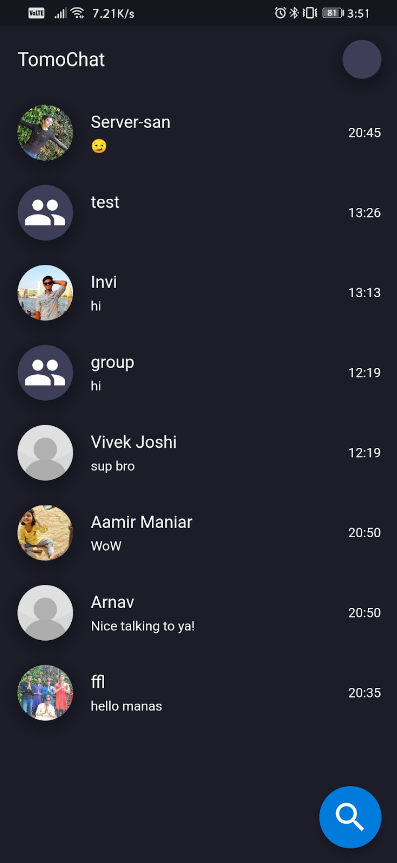 VoLTE 7.21K/s 81 3:51
TomoChat
Server-san
😏
20:45
test
13:26
Invi
hi
13:13
group
hi
12:19
Vivek Joshi
sup bro
12:19
Aamir Maniar
WoW
20:50
Arnav
Nice talking to ya!
20:50
ffl
hello manas
20:35